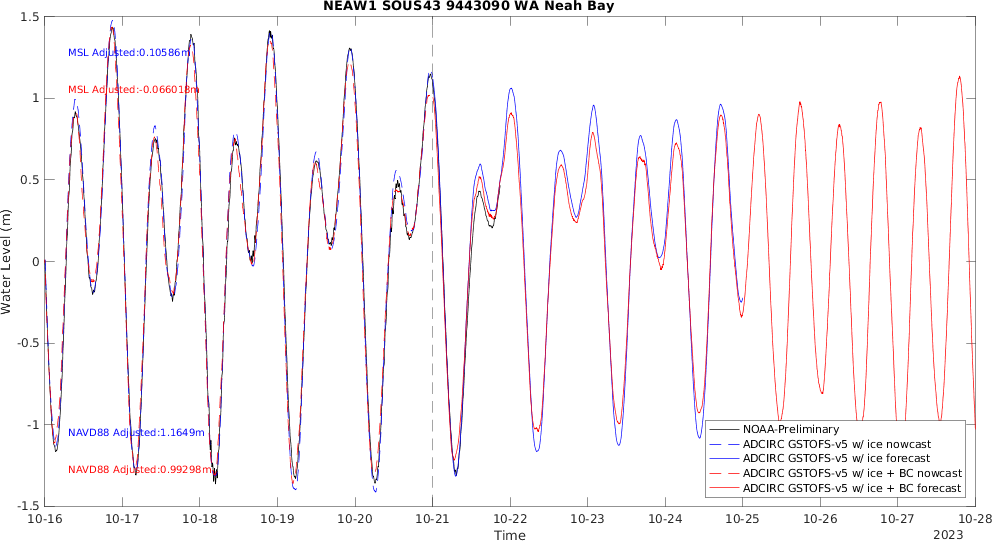 NEAW1 SOUS43 9443090 WA Neah Bay
1.5
MSL Adjusted:0.10586m
MSL Adjusted:-0.066018m
1
0.5
0
Water Level (m)
-0.5
-1
NAVD88 Adjusted:1.1649m
NAVD88 Adjusted:0.99298m
-1.5
NOAA-Preliminary
ADCIRC GSTOFS-v5 w/ ice nowcast
ADCIRC GSTOFS-v5 w/ ice forecast
ADCIRC GSTOFS-v5 w/ ice + BC nowcast
ADCIRC GSTOFS-v5 w/ ice + BC forecast
10-16 10-17 10-18 10-19 10-20 10-21 10-22 10-23 10-24 10-25 10-26 10-27 10-28
Time
2023